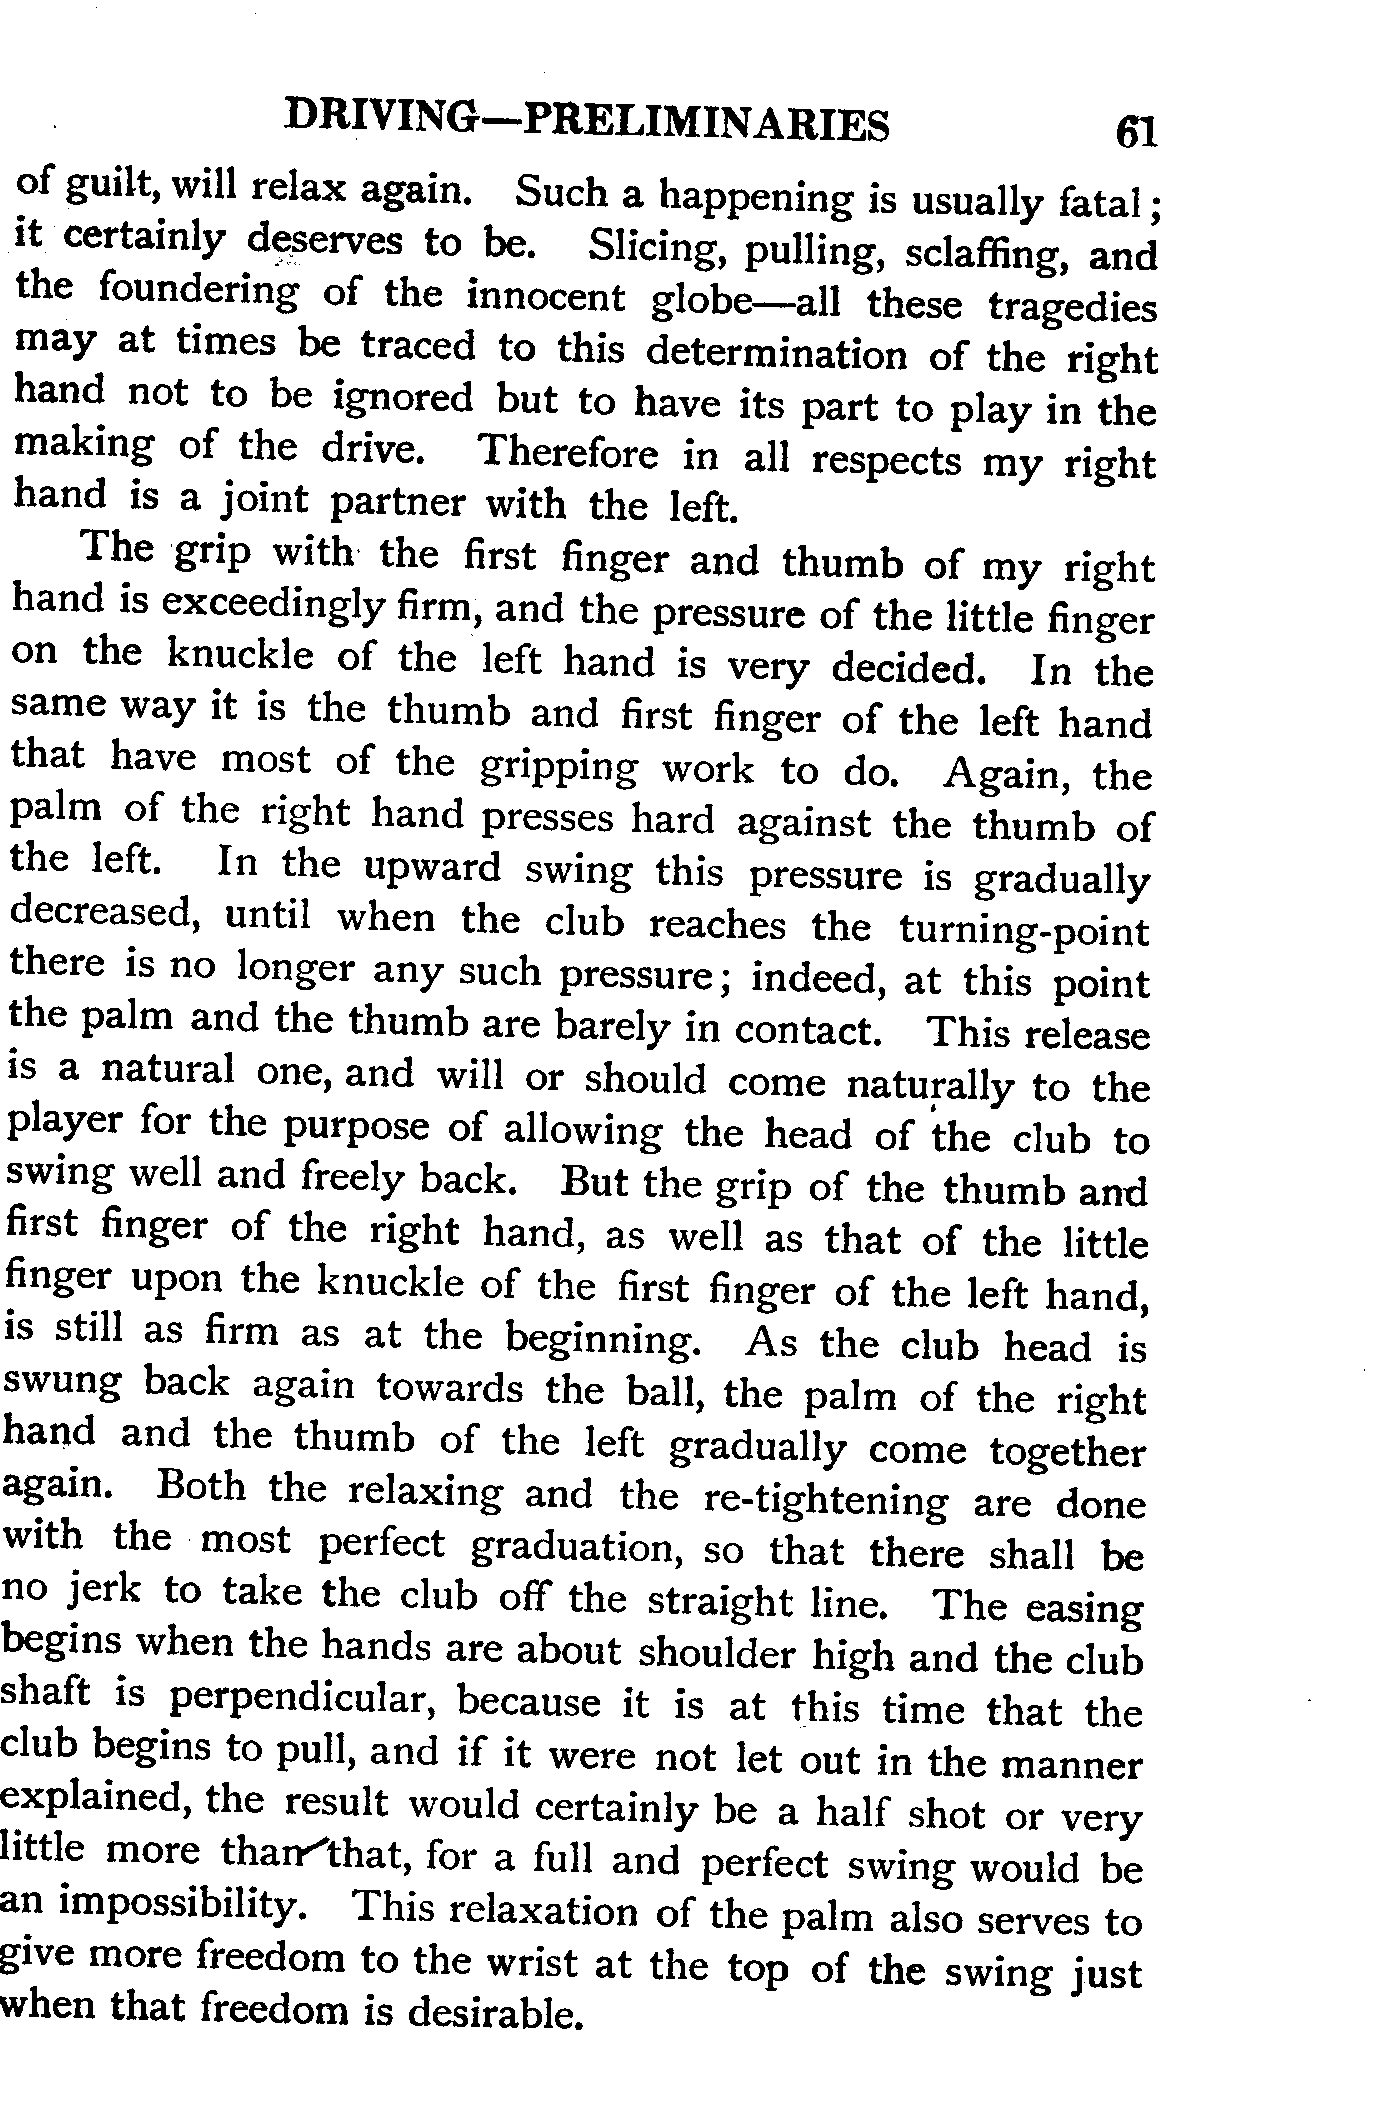 DRIVING—PRELIMINARIES 61
of guilt, will relax again. Such a happening is usually fatal;
it certainly deserves to be. Slicing, pulling, sclaffing, and
the foundering of the innocent globe—all these tragedies
may at times be traced to this determination of the right
hand not to be ignored but to have its part to play in the
making of the drive. Therefore in all respects my right
hand is a joint partner with the left.
The grip with the first finger and thumb of my right
hand is exceedingly firm, and the pressure of the little finger
on the knuckle of the left hand is very decided. In the
same way it is the thumb and first finger of the left hand
that have most of the gripping work to do. Again, the
palm of the right hand presses hard against the thumb of
the left. In the upward swing this pressure is gradually
decreased, until when the club reaches the turning-point
there is no longer any such pressure; indeed, at this point
the palm and the thumb are barely in contact. This release
is a natural one, and will or should come naturally to the
player for the purpose of allowing the head of the club to
swing well and freely back. But the grip of the thumb and
first finger of the right hand, as well as that of the little
finger upon the knuckle of the first finger of the left hand,
is still as firm as at the beginning. As the club head is
swung back again towards the ball, the palm of the right
hand and the thumb of the left gradually come together
again. Both the relaxing and the re-tightening are done
with the most perfect graduation, so that there shall be
no jerk to take the club off the straight line. The easing
begins when the hands are about shoulder high and the club
shaft is perpendicular, because it is at this time that the
club begins to pull, and if it were not let out in the manner
explained, the result would certainly be a half shot or very
little more than that, for a full and perfect swing would be
an impossibility. This relaxation of the palm also serves to
give more freedom to the wrist at the top of the swing just
when that freedom is desirable.